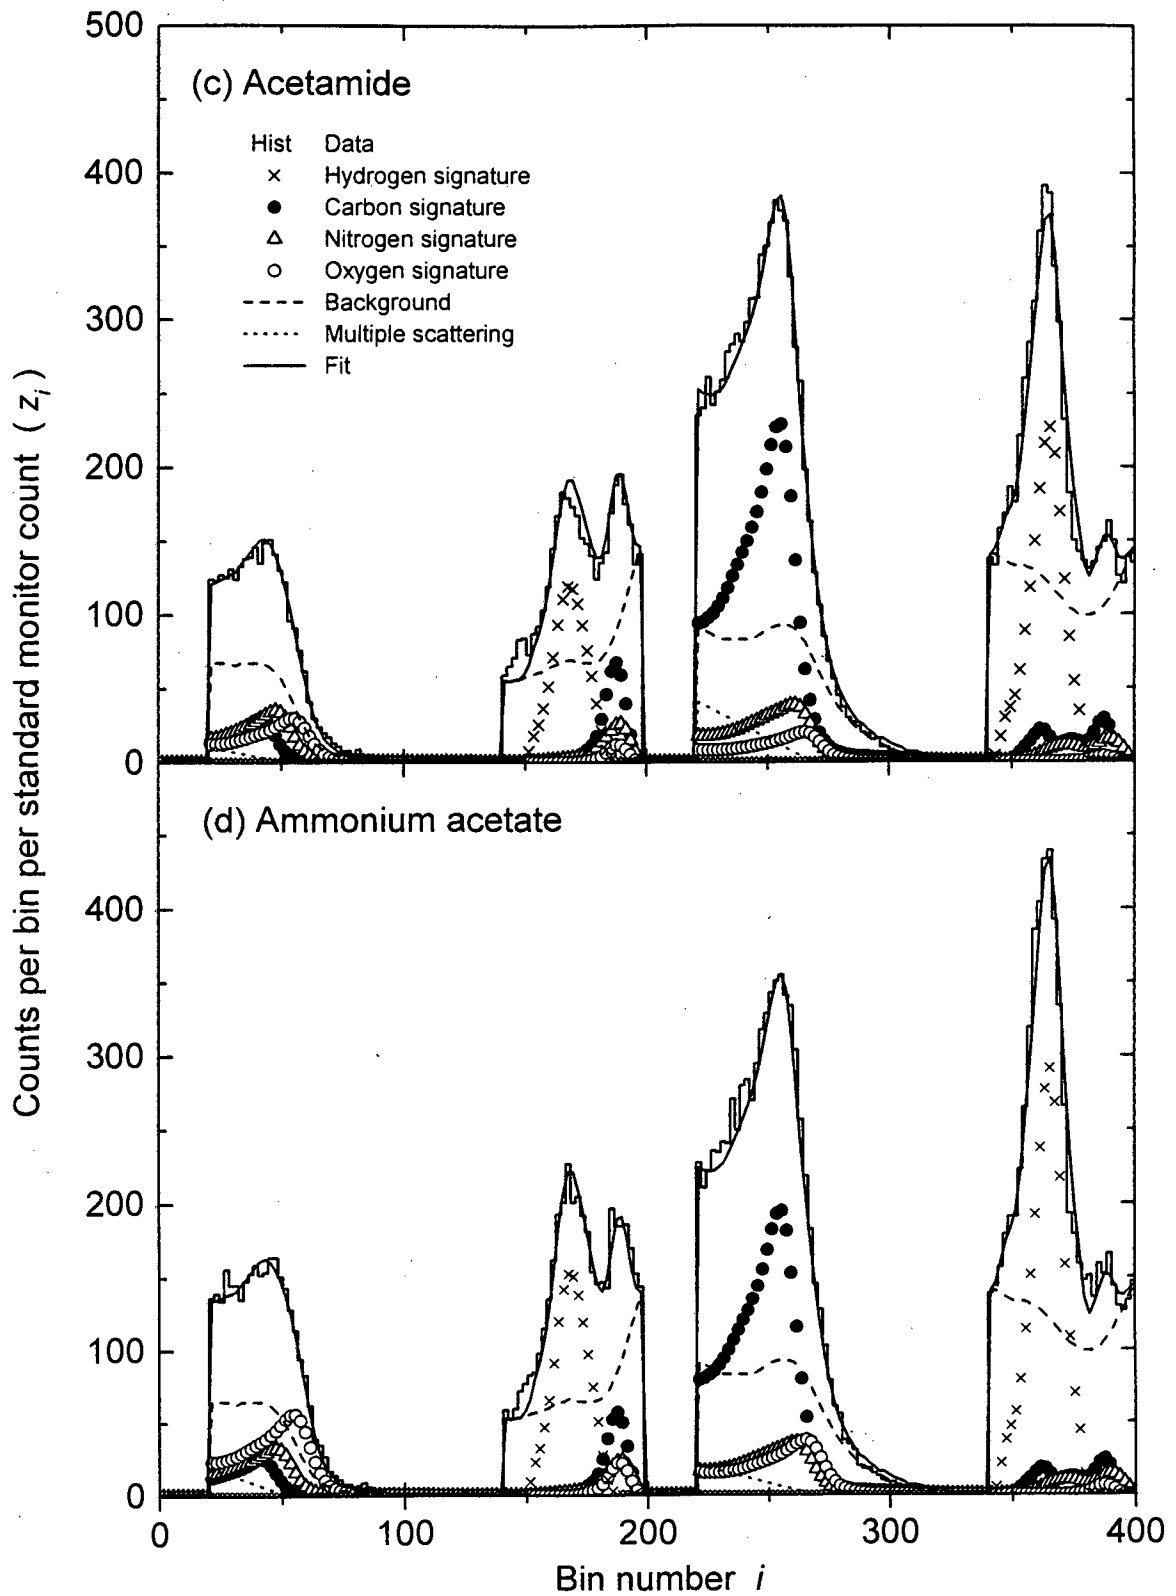 500
(c) Acetamide
Hist Data
Hydrogen signature
400
Carbon signature
Nitrogen signature
Oxygen signature
Background
300
Multiple scattering
Fit
200
100
0
(d) Ammonium acetate
400
300
200
100
0
0 100 200 300 400
Bin number i
Counts per bin per standard monitor count ( z_i )